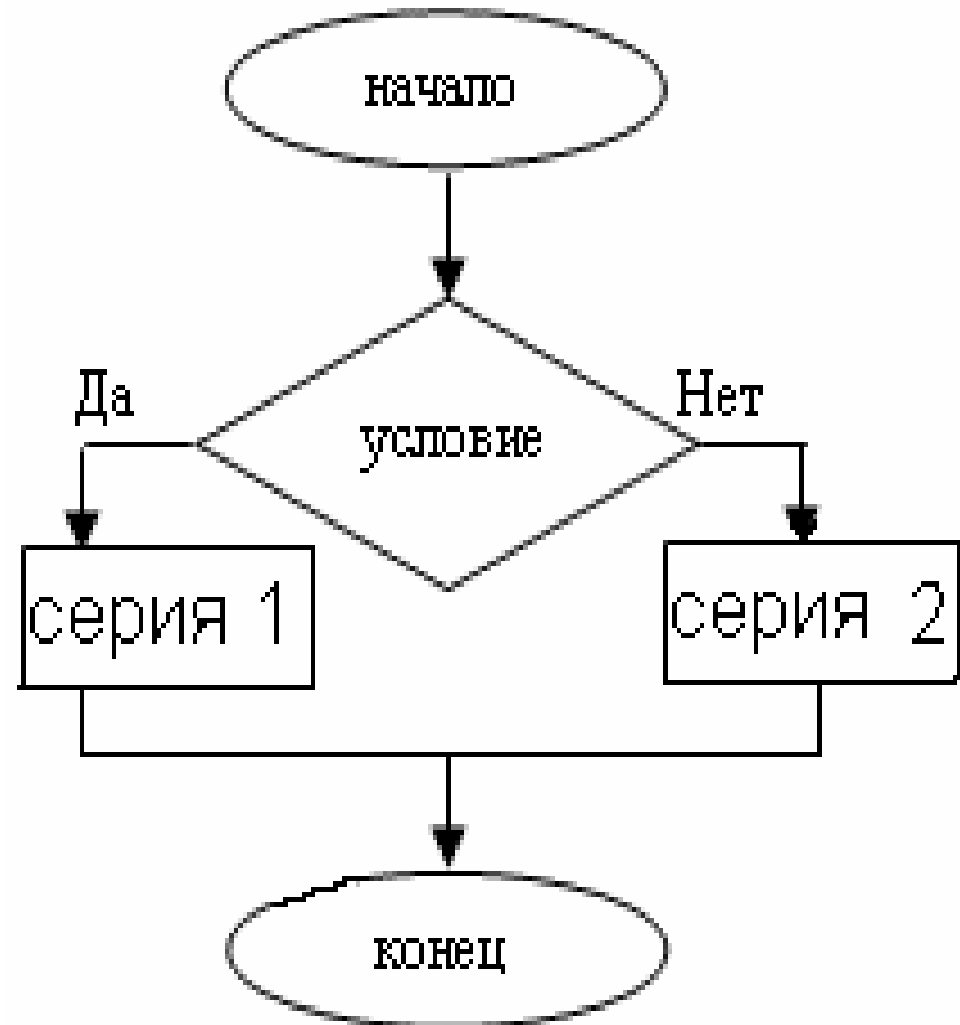 начало
Да
Нет
условие
серия 1
серия 2
конец